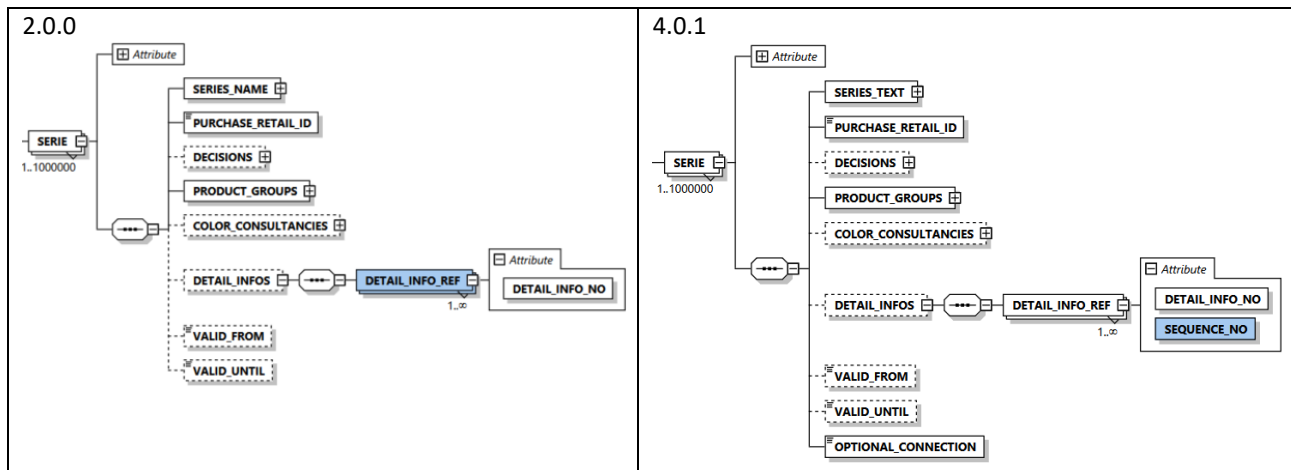 2.0.0
Attribute
SERIES_NAME
PURCHASE_RETAIL_ID
SERIE
1..1000000
DECISIONS
PRODUCT_GROUPS
COLOR_CONSULTANCIES
Attribute
DETAIL_INFOS
DETAIL_INFO_REF
DETAIL_INFO_NO
1..∞
VALID_FROM
VALID_UNTIL
4.0.1
Attribute
SERIES_TEXT
PURCHASE_RETAIL_ID
SERIE
1..1000000
DECISIONS
PRODUCT_GROUPS
COLOR_CONSULTANCIES
Attribute
DETAIL_INFOS
DETAIL_INFO_REF
DETAIL_INFO_NO
1..∞
SEQUENCE_NO
VALID_FROM
VALID_UNTIL
OPTIONAL_CONNECTION